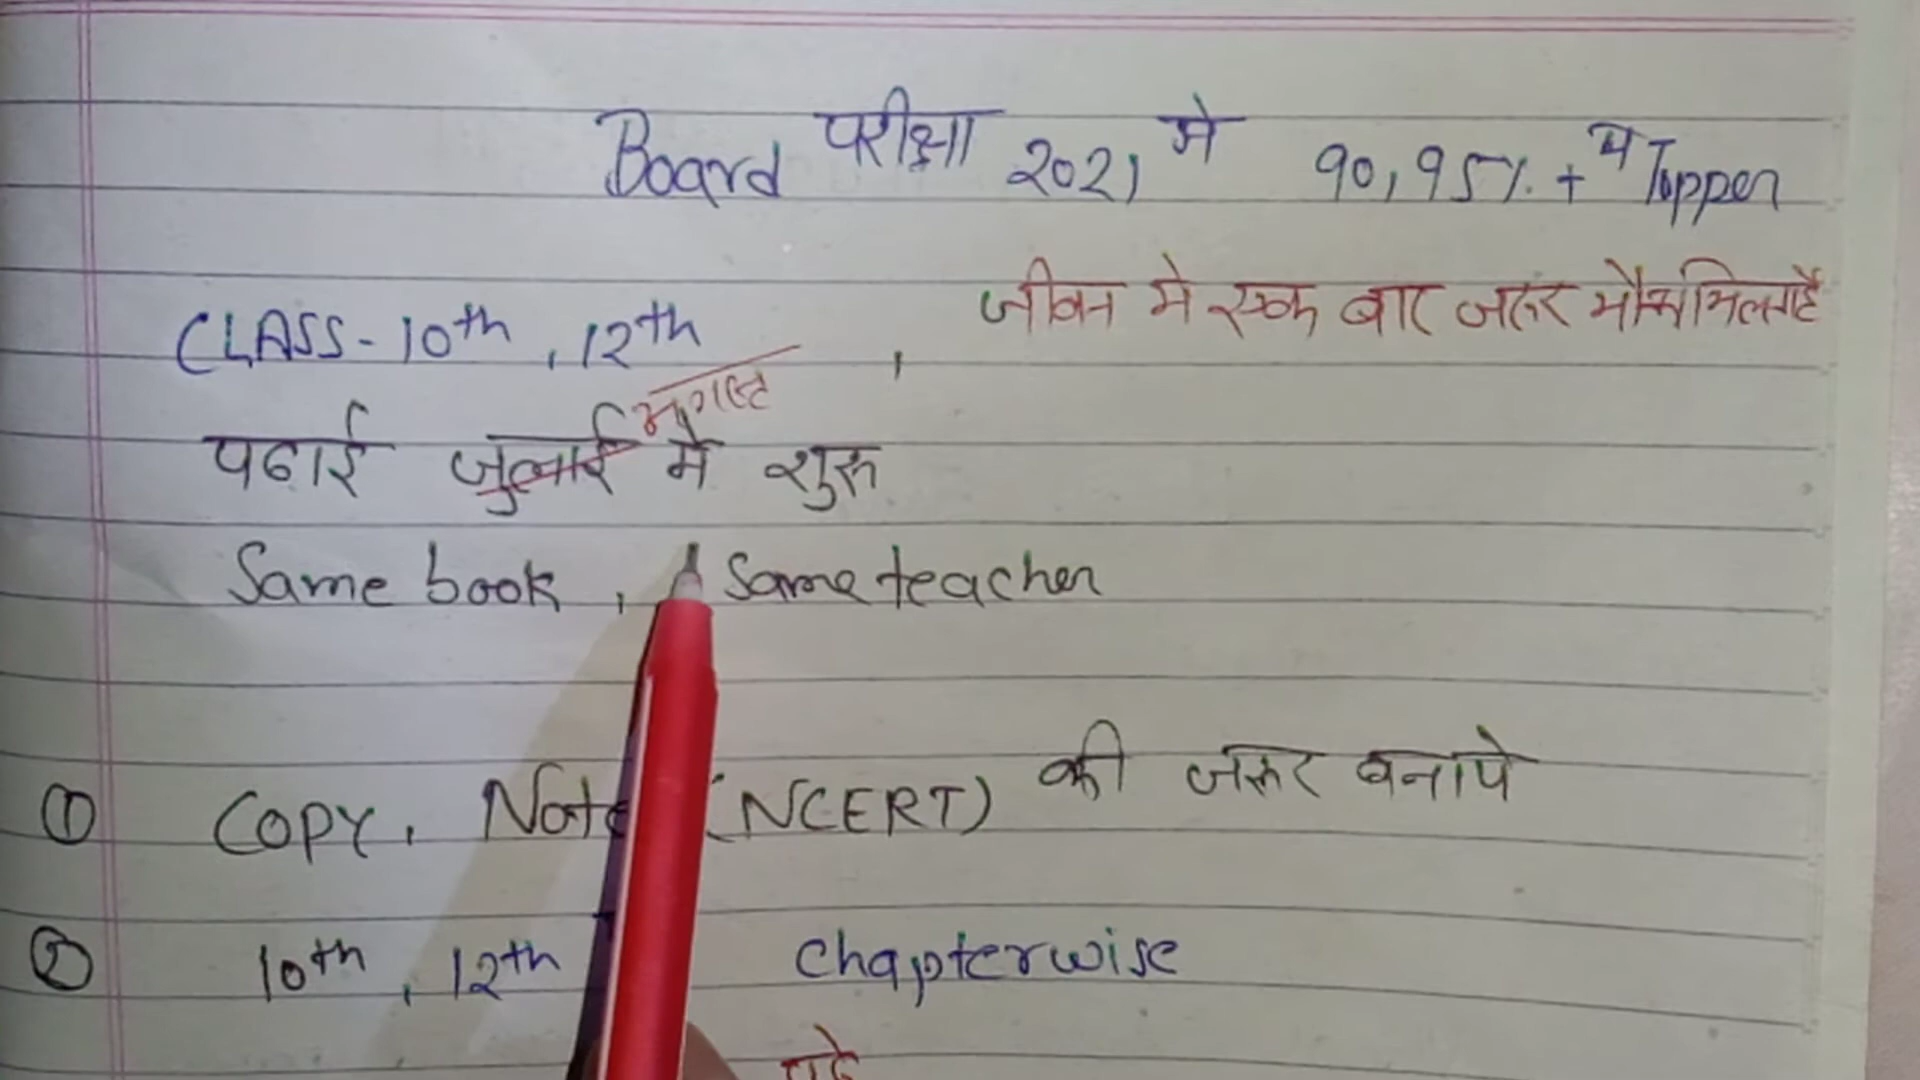 Board परीक्षा 2021 मे 90,95% + य Topper
CLASS - 10th , 12th , जीवन मे एक बार जरूर मौका मिलता है
अगस्त
पढाई जुलाई मे शुरू
Same book , Same teacher
① COPY, Note (NCERT) की जरूर बनाये
② 10th , 12th Chapterwise
पढे